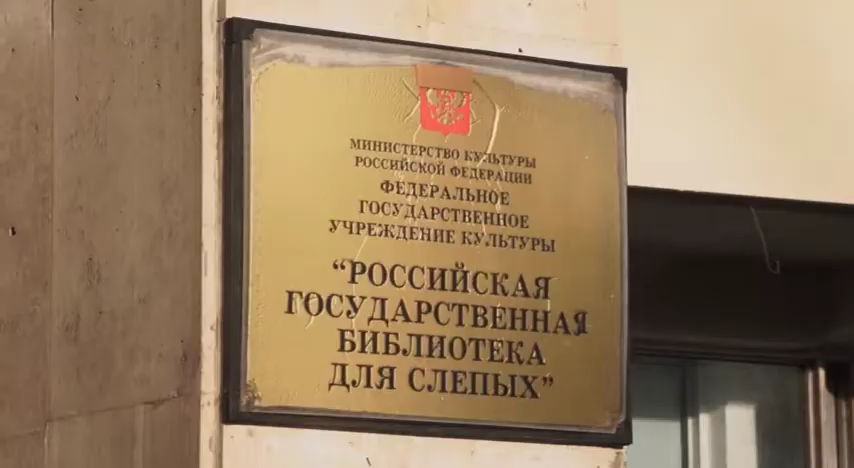 МИНИСТЕРСТВО КУЛЬТУРЫ
РОССИЙСКОЙ ФЕДЕРАЦИИ
ФЕДЕРАЛЬНОЕ
ГОСУДАРСТВЕННОЕ
УЧРЕЖДЕНИЕ КУЛЬТУРЫ
“РОССИЙСКАЯ
ГОСУДАРСТВЕННАЯ
БИБЛИОТЕКА
ДЛЯ СЛЕПЫХ”